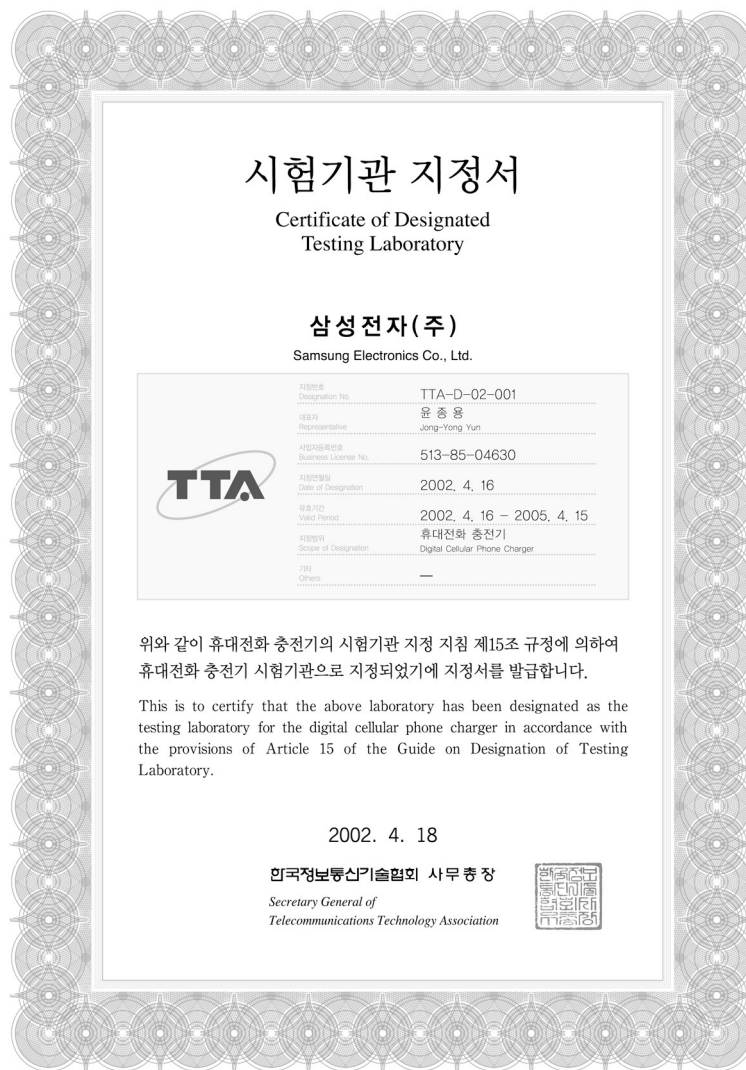 시험기관 지정서
Certificate of Designated
Testing Laboratory
삼성전자(주)
Samsung Electronics Co., Ltd.
TTA
지정번호
Designation No.
TTA-D-02-001
대표자
Representative
윤 종 용
Jong-Yong Yun
사업자등록번호
Business License No.
513-85-04630
지정연월일
Date of Designation
2002. 4. 16
유효기간
Valid Period
2002. 4. 16 - 2005. 4. 15
지정범위
Scope of Designation
휴대전화 충전기
Digital Cellular Phone Charger
기타
Others
—
위와 같이 휴대전화 충전기의 시험기관 지정 지침 제15조 규정에 의하여
휴대전화 충전기 시험기관으로 지정되었기에 지정서를 발급합니다.
This is to certify that the above laboratory has been designated as the
testing laboratory for the digital cellular phone charger in accordance with
the provisions of Article 15 of the Guide on Designation of Testing
Laboratory.
2002. 4. 18
한국정보통신기술협회 사무총장
Secretary General of
Telecommunications Technology Association